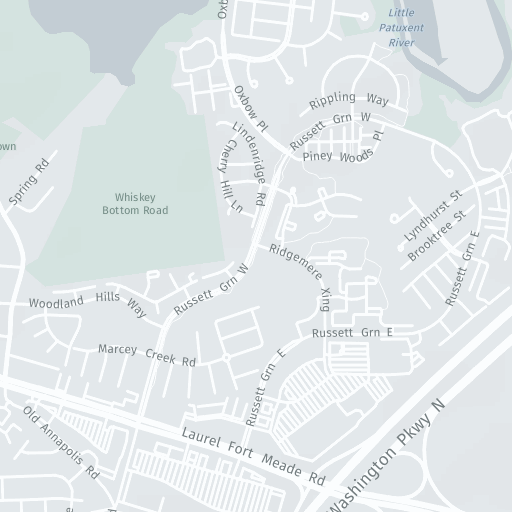 Little
Patuxent
River
Oxb
Oxbow Pl
Rippling Way
Lindenridge Rd
Cherry Hill Ln
Russett Grn W
Piney Woods Pl
own
Spring Rd
Whiskey
Bottom Road
Lyndhurst St
Brooktree St
Ridgemere Xing
Russett Grn E
Russett Grn W
Woodland Hills Way
Russett Grn E
Marcey Creek Rd
Russett Grn E
Old Annapolis Rd
Laurel Fort Meade Rd
Washington Pkwy N